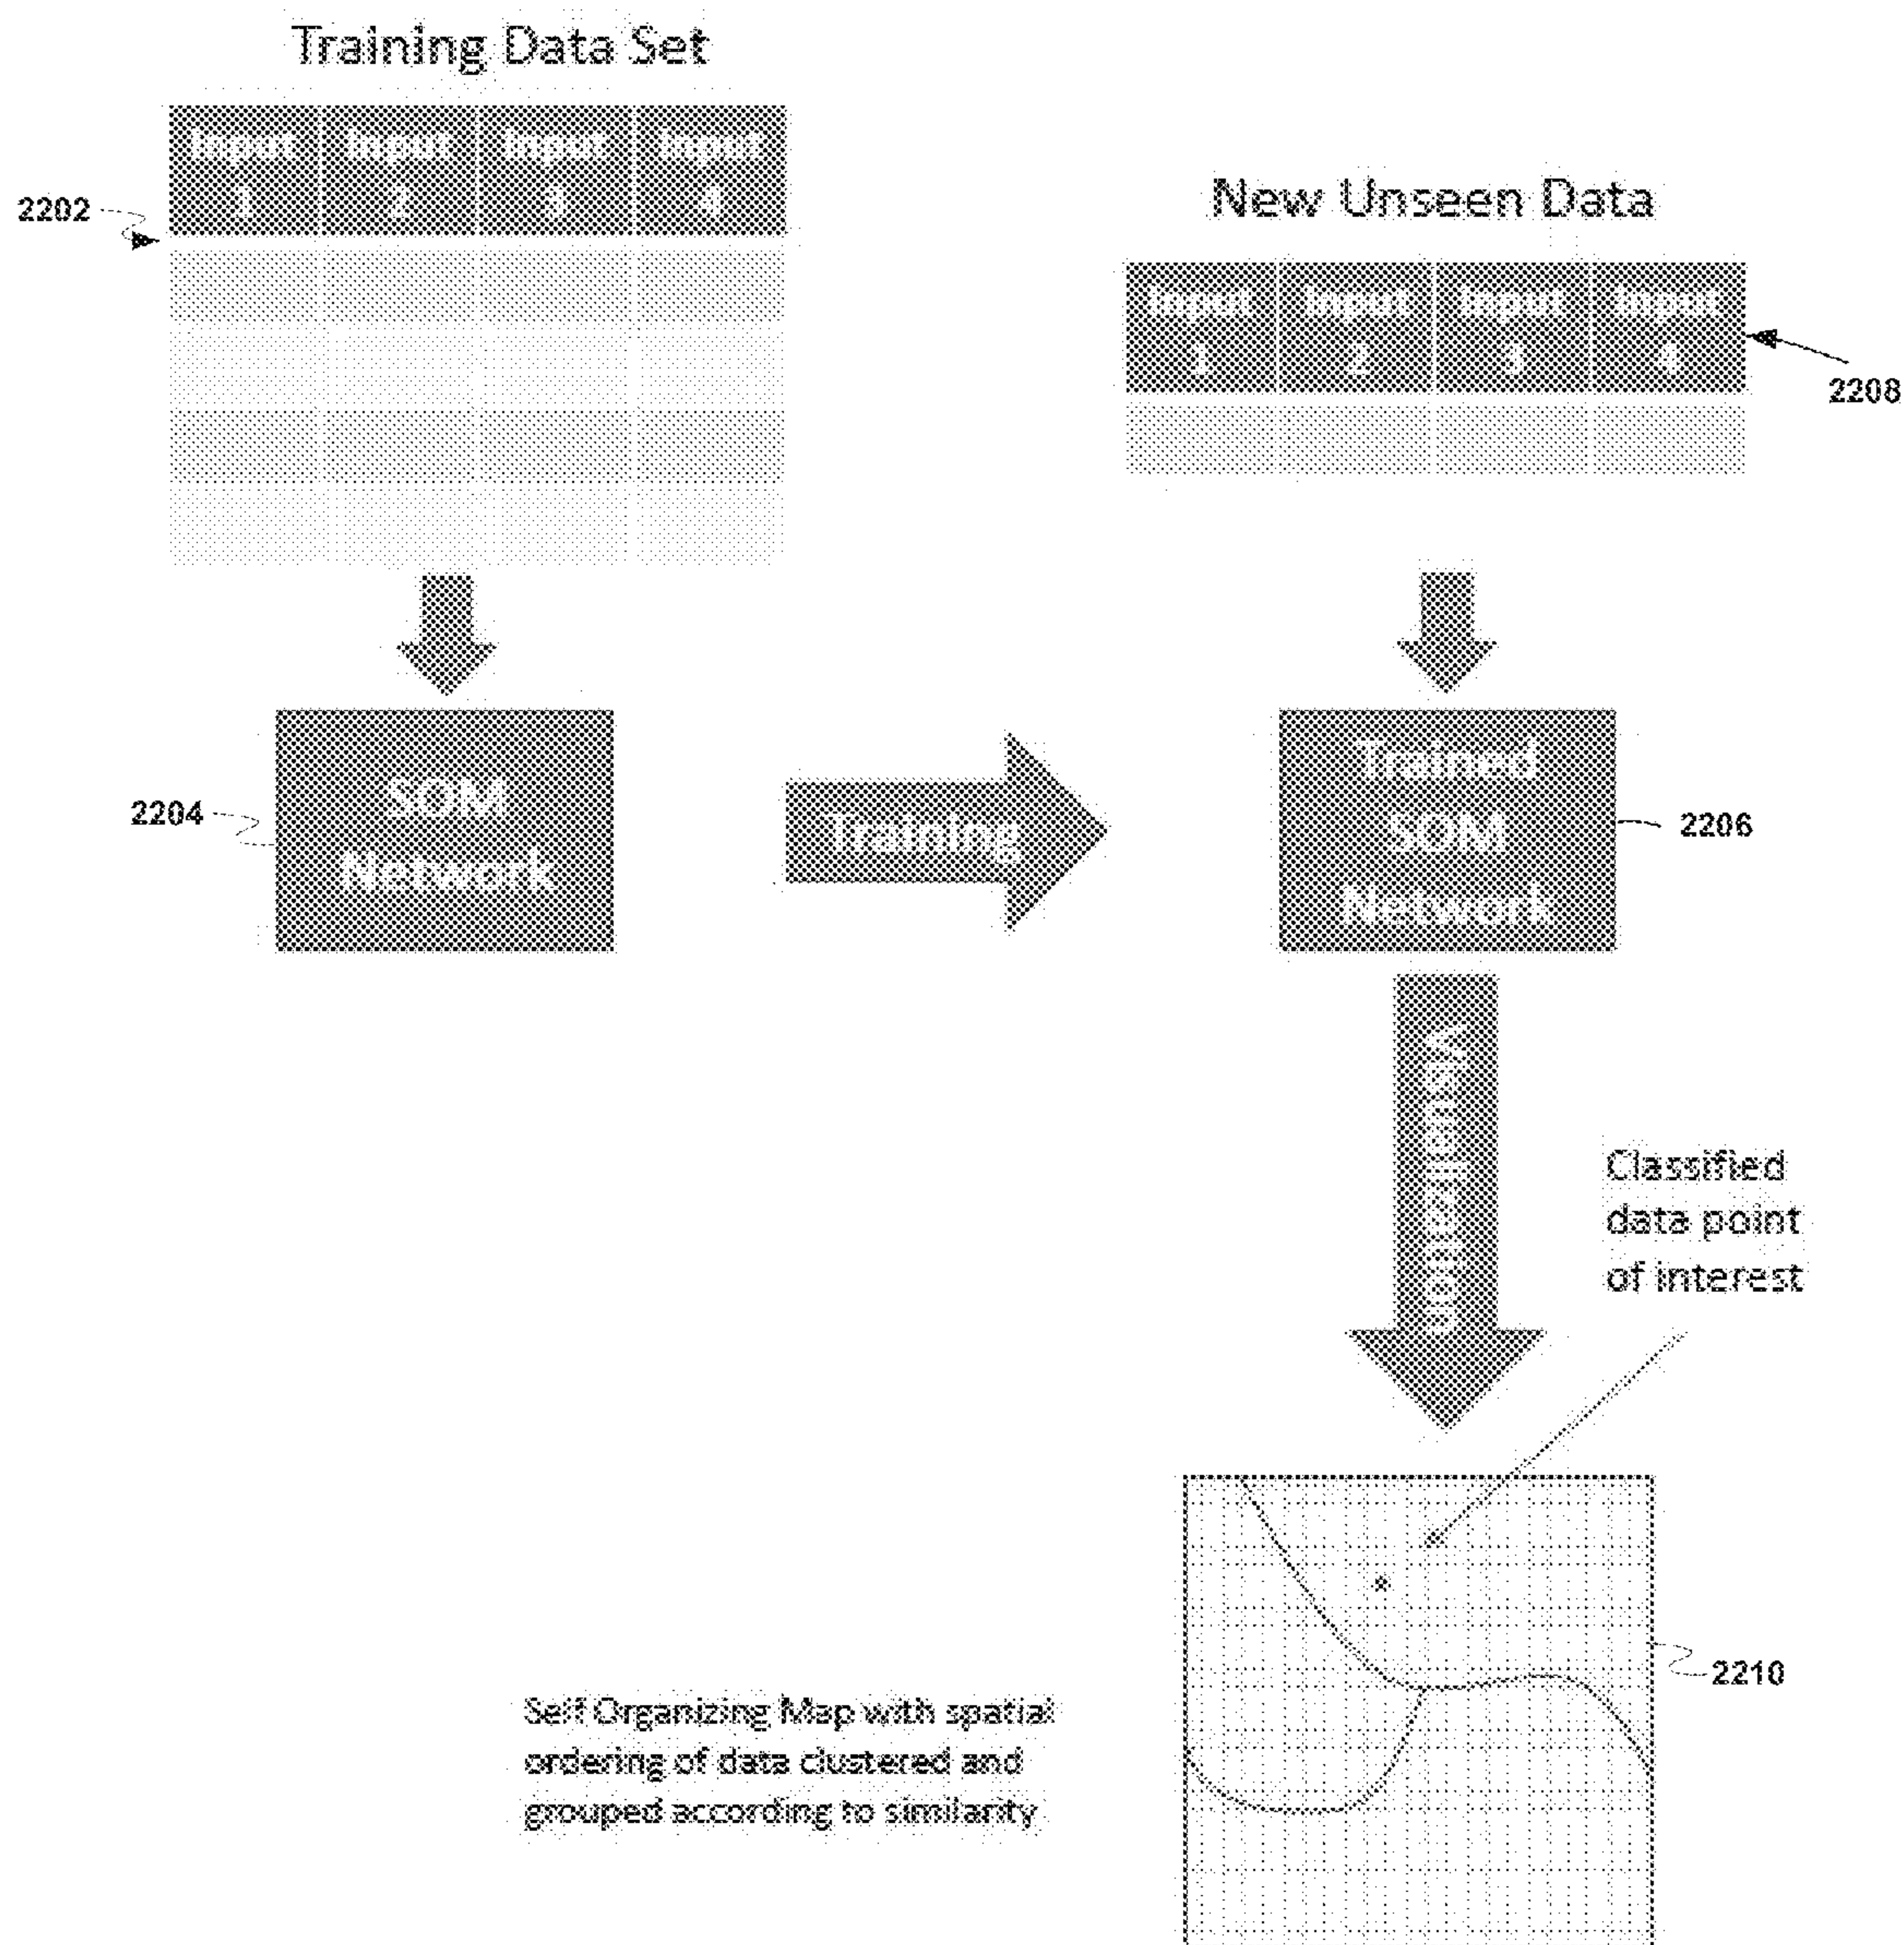 Training Data Set
Input 1
Input 2
Input 3
Input 4
2202
New Unseen Data
Input 1
Input 2
Input 3
Input 4
2208
SOM
Network
2204
Training
Trained
SOM
Network
2206
Visualization
Classified
data point
of interest
2210
Self Organizing Map with spatial
ordering of data clustered and
grouped according to similarity